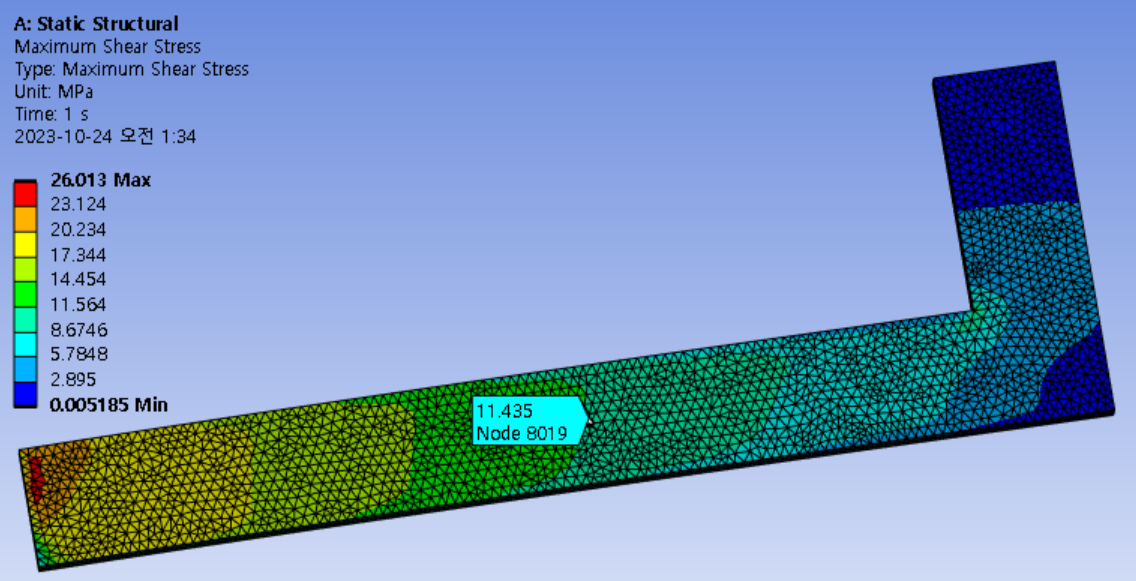 A: Static Structural
Maximum Shear Stress
Type: Maximum Shear Stress
Unit: MPa
Time: 1 s
2023-10-24 오전 1:34
26.013 Max
23.124
20.234
17.344
14.454
11.564
8.6746
5.7848
2.895
0.005185 Min
11.435
Node 8019